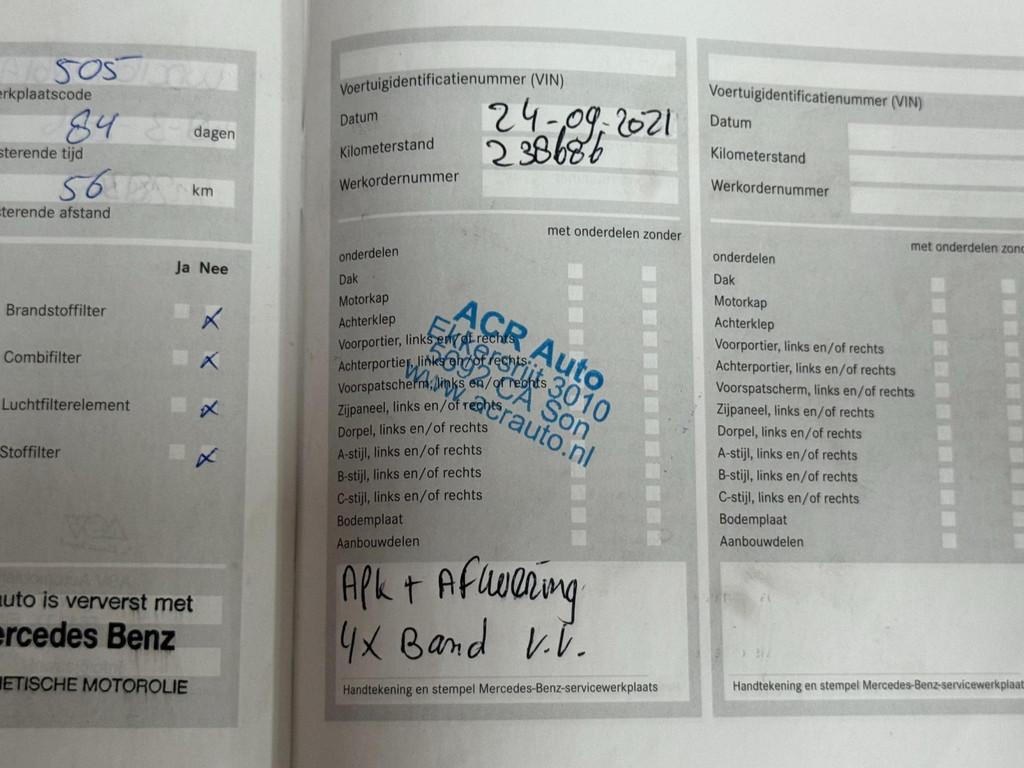 505
erkplaatscode
84 dagen
sterende tijd
56 km
sterende afstand
Ja Nee
Brandstoffilter
Combifilter
Luchtfilterelement
Stoffilter
auto is ververst met
ercedes Benz
HETISCHE MOTOROLIE
Voertuigidentificatienummer (VIN)
Datum 24-09-2021
Kilometerstand 238686
Werkordernummer
met onderdelen zonder
onderdelen
Dak
Motorkap
Achterklep
Voorportier, links en/of rechts
Achterportier, links en/of rechts
Voorspatscherm, links en/of rechts
Zijpaneel, links en/of rechts
Dorpel, links en/of rechts
A-stijl, links en/of rechts
B-stijl, links en/of rechts
C-stijl, links en/of rechts
Bodemplaat
Aanbouwdelen
ACR Auto
Ekkersrijt 3010
5692 CA Son
www.acrauto.nl
Apk + Afwering
4x Band V.V.
Handtekening en stempel Mercedes-Benz-servicewerkplaats
Voertuigidentificatienummer (VIN)
Datum
Kilometerstand
Werkordernummer
met onderdelen zond
onderdelen
Dak
Motorkap
Achterklep
Voorportier, links en/of rechts
Achterportier, links en/of rechts
Voorspatscherm, links en/of rechts
Zijpaneel, links en/of rechts
Dorpel, links en/of rechts
A-stijl, links en/of rechts
B-stijl, links en/of rechts
C-stijl, links en/of rechts
Bodemplaat
Aanbouwdelen
Handtekening en stempel Mercedes-Benz-servicewerkplaat